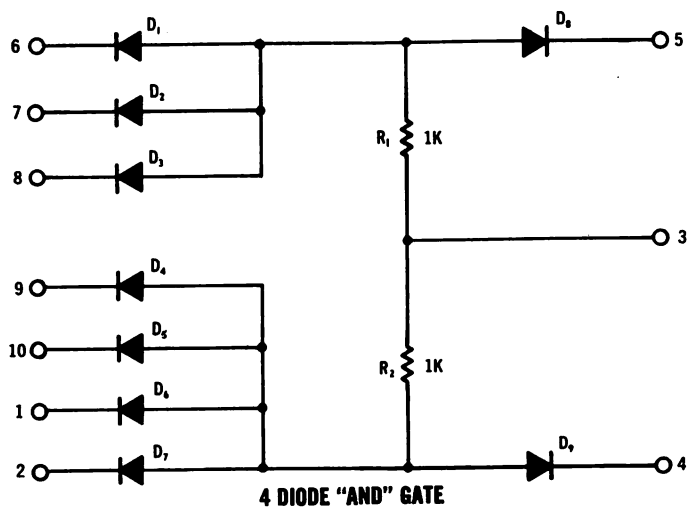 6 D₁ D₈ 5
7 D₂
R₁ 1K
8 D₃
3
9 D₄
10 D₅
R₂ 1K
1 D₆
2 D₇ D₉ 4
4 DIODE “AND” GATE